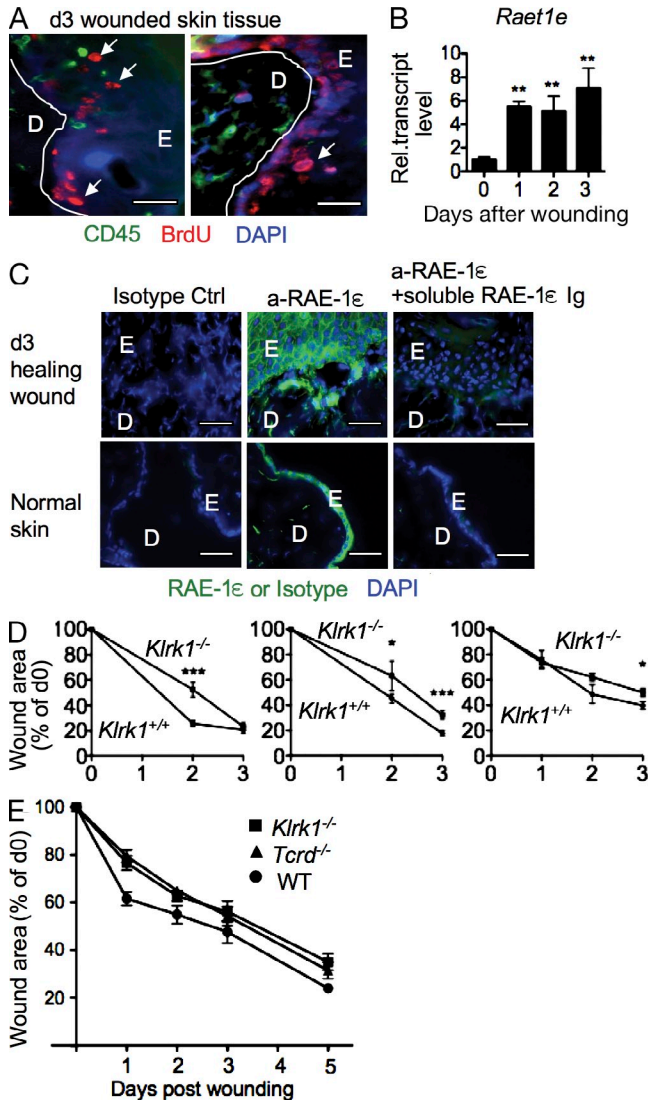 A
d3 wounded skin tissue
D
E
D
E
CD45 BrdU DAPI
B
Raet1e
**
**
**
Rel.transcript
level
10
8
6
4
2
0
0 1 2 3
Days after wounding
C
Isotype Ctrl
a-RAE-1ε
a-RAE-1ε
+soluble RAE-1ε Ig
d3
healing
wound
E
D
E
D
E
D
Normal
skin
E
D
E
D
E
D
RAE-1ε or Isotype DAPI
D
Wound area
(% of d0)
100
80
60
40
20
0
Klrk1-/-
***
Klrk1+/+
0 1 2 3
100
80
60
40
20
0
Klrk1-/-
*
***
Klrk1+/+
0 1 2 3
100
80
60
40
20
0
Klrk1-/-
*
Klrk1+/+
0 1 2 3
E
Wound area (% of d0)
100
80
60
40
20
Klrk1-/-
Tcrd-/-
WT
1 2 3 4 5
Days post wounding